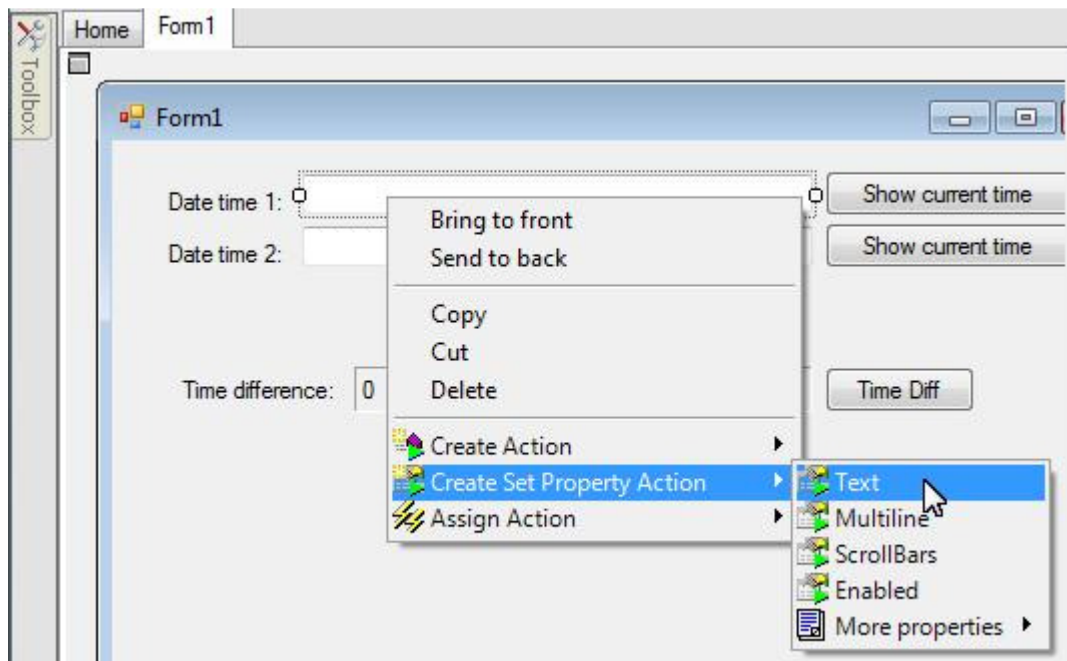 Home Form1
Toolbox
Form1
Date time 1:
Show current time
Date time 2:
Show current time
Time difference: 0
Time Diff
Bring to front
Send to back
Copy
Cut
Delete
Create Action
Create Set Property Action
Assign Action
Text
Multiline
ScrollBars
Enabled
More properties